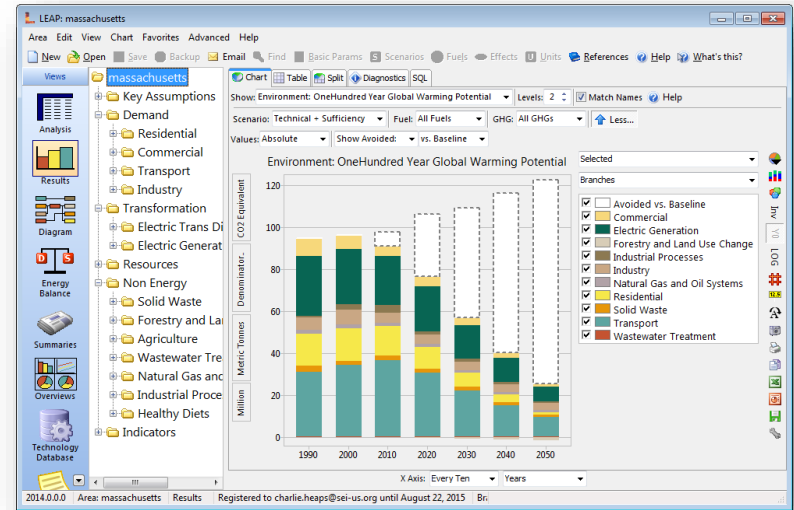 LEAP: massachusetts
Area Edit View Chart Favorites Advanced Help
New Open Save Backup Email Find Basic Params Scenarios Fuels Effects Units References Help What's this?
Views
Analysis
Results
Diagram
Energy
Balance
Summaries
Overviews
Technology
Database
massachusetts
Key Assumptions
Demand
Residential
Commercial
Transport
Industry
Transformation
Electric Trans Di
Electric Generat
Resources
Non Energy
Solid Waste
Forestry and La
Agriculture
Wastewater Tre
Natural Gas and
Industrial Proce
Healthy Diets
Indicators
Chart Table Split Diagnostics SQL
Show: Environment: OneHundred Year Global Warming Potential Levels: 2 Match Names Help
Scenario: Technical + Sufficiency Fuel: All Fuels GHG: All GHGs Less...
Values: Absolute Show Avoided: vs. Baseline
Environment: OneHundred Year Global Warming Potential
CO2 Equivalent
Denominator.
Metric Tonnes
Million
120
100
80
60
40
20
0
1990 2000 2010 2020 2030 2040 2050
Selected
Branches
Avoided vs. Baseline
Commercial
Electric Generation
Forestry and Land Use Change
Industrial Processes
Industry
Natural Gas and Oil Systems
Residential
Solid Waste
Transport
Wastewater Treatment
Inv
LOG
X Axis: Every Ten Years
2014.0.0.0 Area: massachusetts Results Registered to charlie.heaps@sei-us.org until August 22, 2015